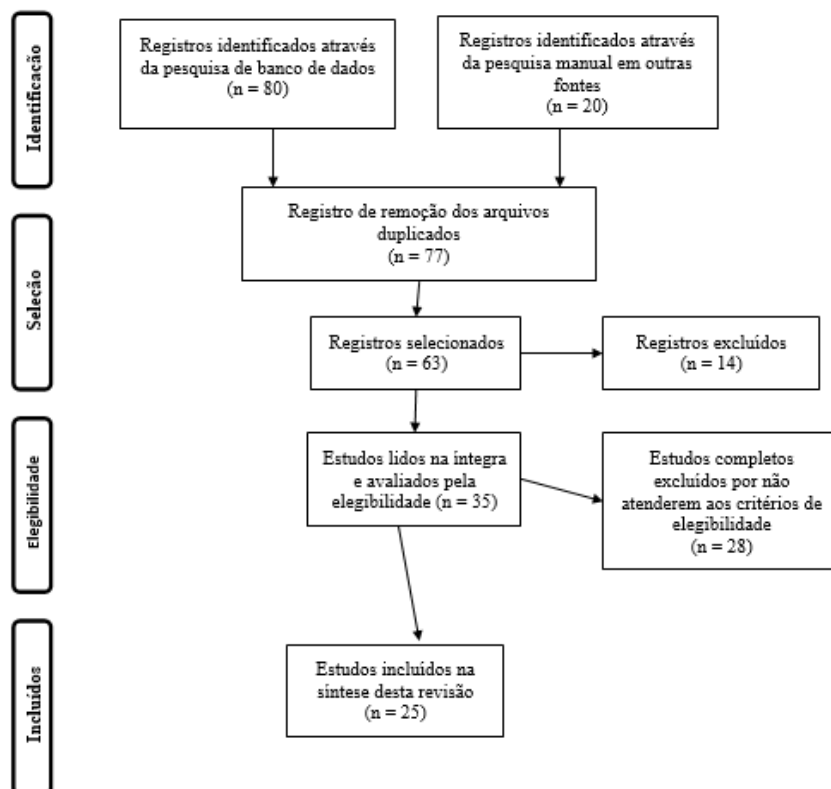 Identificação
Registros identificados através
da pesquisa de banco de dados
(n = 80)
Registros identificados através
da pesquisa manual em outras
fontes
(n = 20)
Seleção
Registro de remoção dos arquivos
duplicados
(n = 77)
Registros selecionados
(n = 63)
Registros excluídos
(n = 14)
Elegibilidade
Estudos lidos na íntegra
e avaliados pela
elegibilidade (n = 35)
Estudos completos
excluídos por não
atenderem aos critérios de
elegibilidade
(n = 28)
Incluídos
Estudos incluídos na
síntese desta revisão
(n = 25)